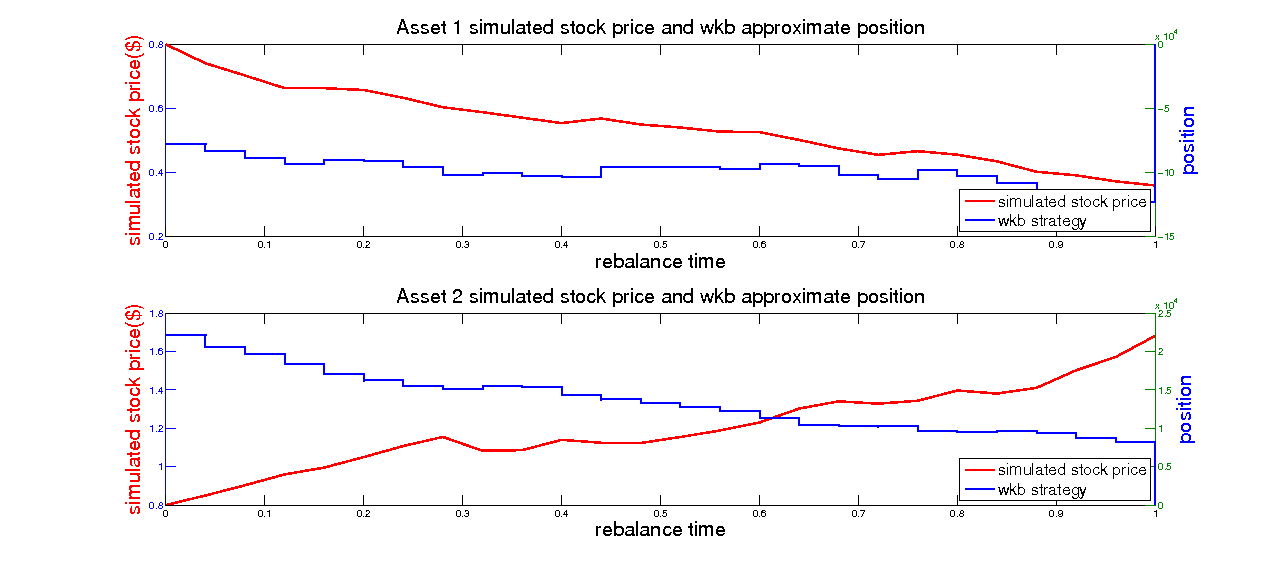 Asset 1 simulated stock price and wkb approximate position
x 10^4
simulated stock price($)
0.8
0.6
0.4
0.2
0
-5
-10
-15
position
simulated stock price
wkb strategy
0 0.1 0.2 0.3 0.4 0.5 0.6 0.7 0.8 0.9 1
rebalance time
Asset 2 simulated stock price and wkb approximate position
x 10^4
simulated stock price($)
1.8
1.6
1.4
1.2
1
0.8
2.5
2
1.5
1
0.5
0
position
simulated stock price
wkb strategy
0 0.1 0.2 0.3 0.4 0.5 0.6 0.7 0.8 0.9 1
rebalance time